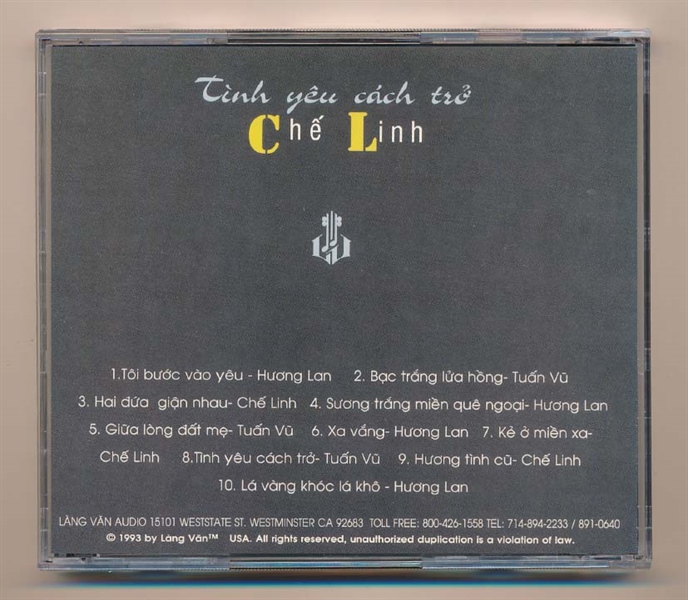 Tình yêu cách trở
Chế Linh
1.Tôi bước vào yêu - Hương Lan 2. Bạc trắng lửa hồng- Tuấn Vũ
3. Hai đứa giận nhau- Chế Linh 4. Sương trắng miền quê ngoại- Hương Lan
5. Giữa lòng đất mẹ- Tuấn Vũ 6. Xa vắng- Hương Lan 7. Kẻ ở miền xa-
Chế Linh 8.Tình yêu cách trở- Tuấn Vũ 9. Hương tình cũ- Chế Linh
10. Lá vàng khóc lá khô - Hương Lan
LÀNG VĂN AUDIO 15101 WESTSTATE ST. WESTMINSTER CA 92683 TOLL FREE: 800-426-1558 TEL: 714-894-2233 / 891-0640
© 1993 by Làng Văn™ USA. All rights reserved, unauthorized duplication is a violation of law.